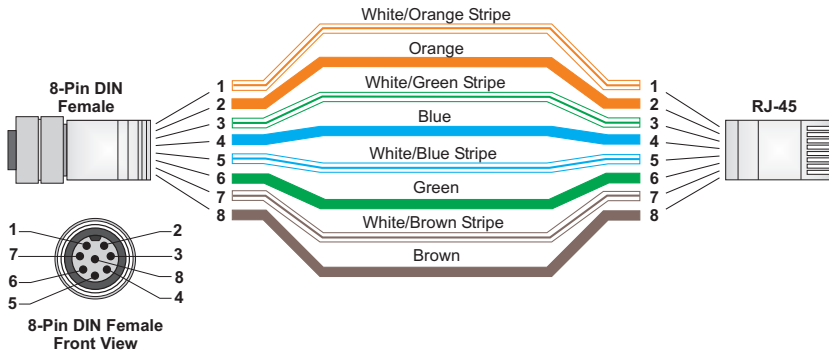 White/Orange Stripe
Orange
White/Green Stripe
Blue
White/Blue Stripe
Green
White/Brown Stripe
Brown
8-Pin DIN
Female
1
2
3
4
5
6
7
8
1
2
3
4
5
6
7
8
RJ-45
1
7
6
5
2
3
8
4
8-Pin DIN Female
Front View